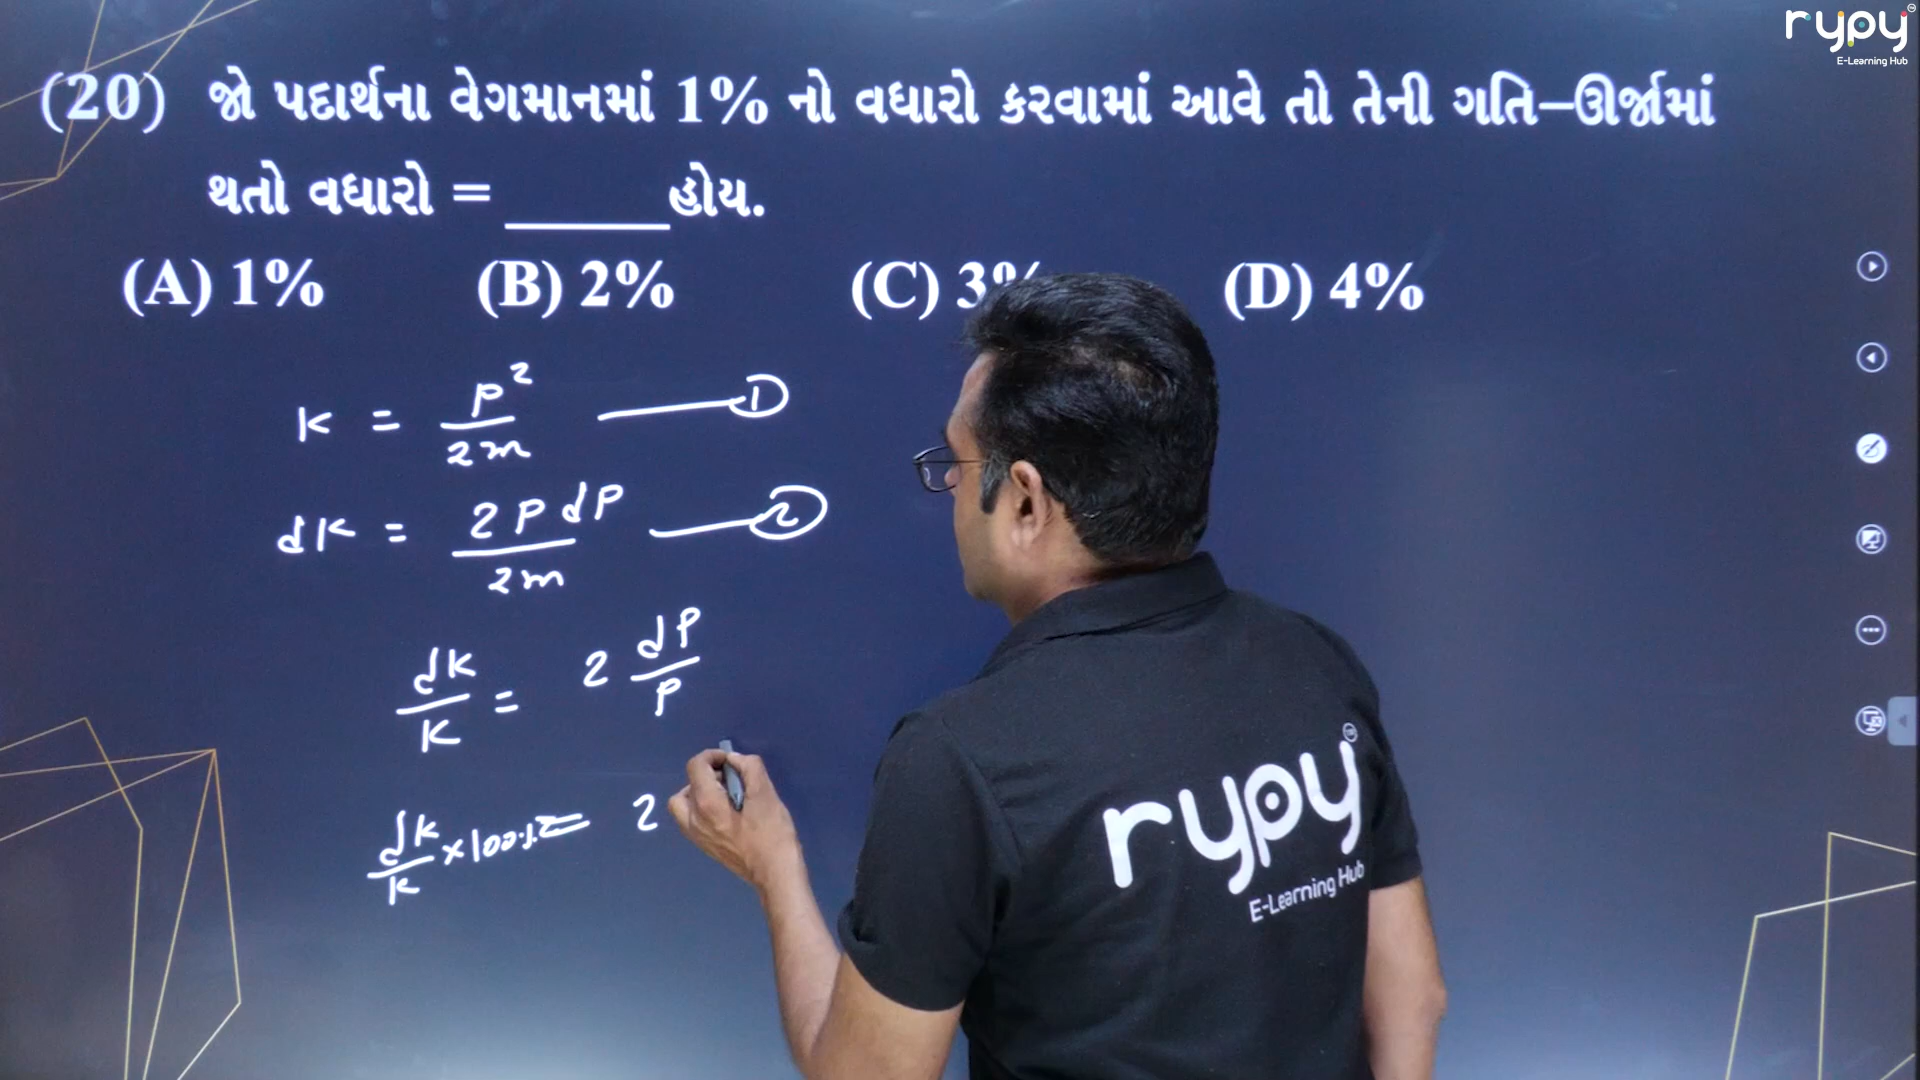 rypy
E-Learning Hub
(20) જો પદાર્થના વેગમાનમાં 1% નો વધારો કરવામાં આવે તો તેની ગતિ–ઊર્જામાં
થતો વધારો = ______ હોય.
(A) 1% (B) 2% (C) 3% (D) 4%
K = P² / 2m ——— ①
dK = 2 P dP / 2m ——— ②
dK / K = 2 dP / P
dK / K × 100% = 2
rypy
E-Learning Hub